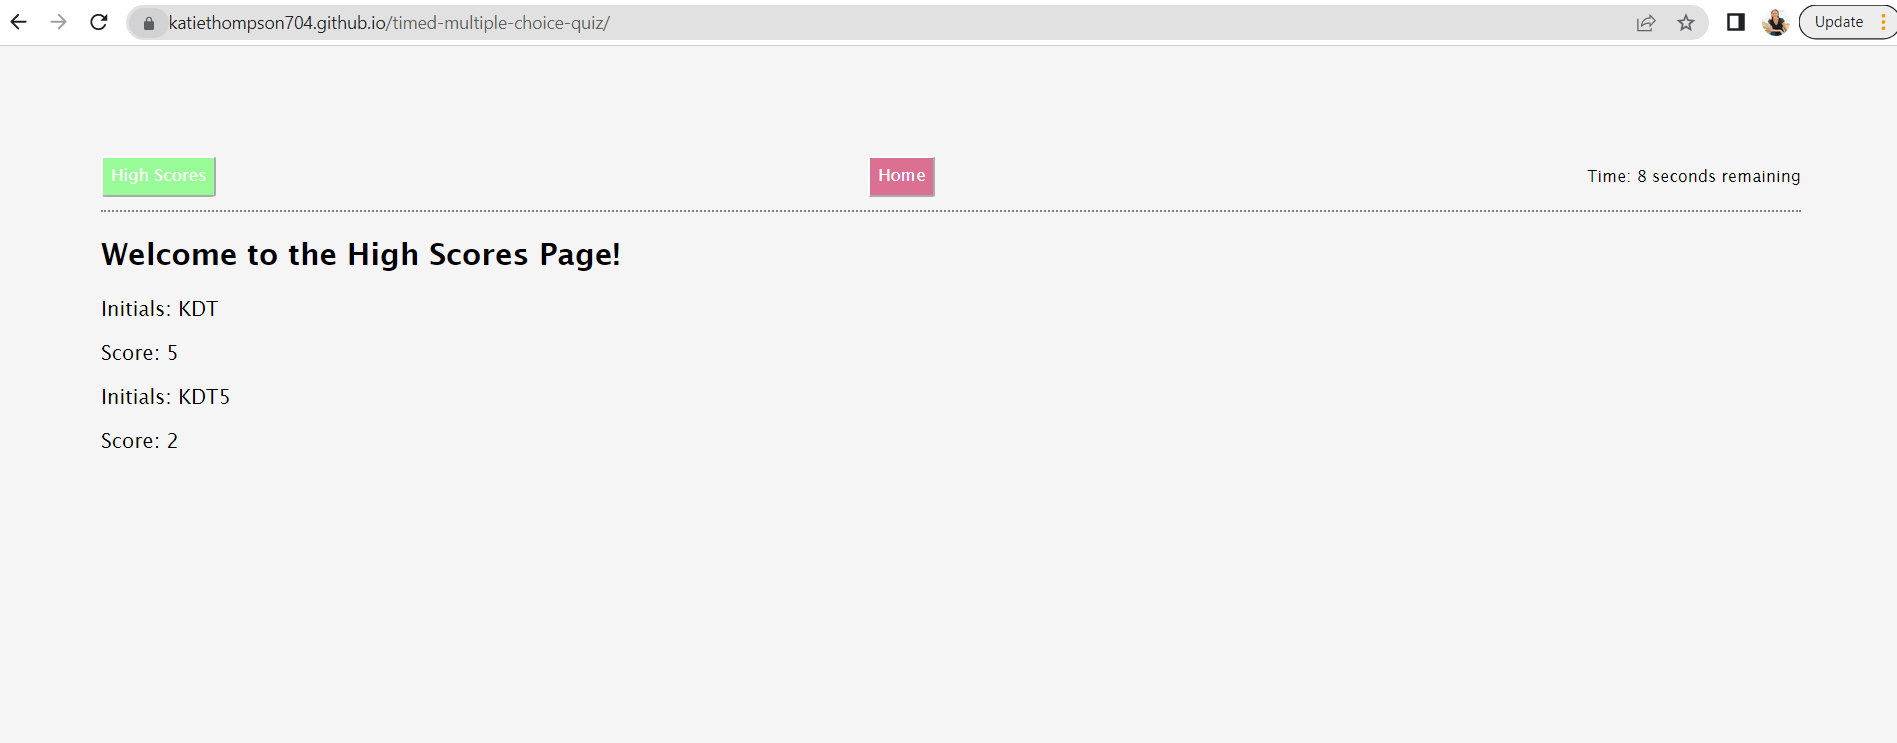 katiethompson704.github.io/timed-multiple-choice-quiz/
Update
High Scores
Home
Time: 8 seconds remaining
Welcome to the High Scores Page!
Initials: KDT
Score: 5
Initials: KDT5
Score: 2